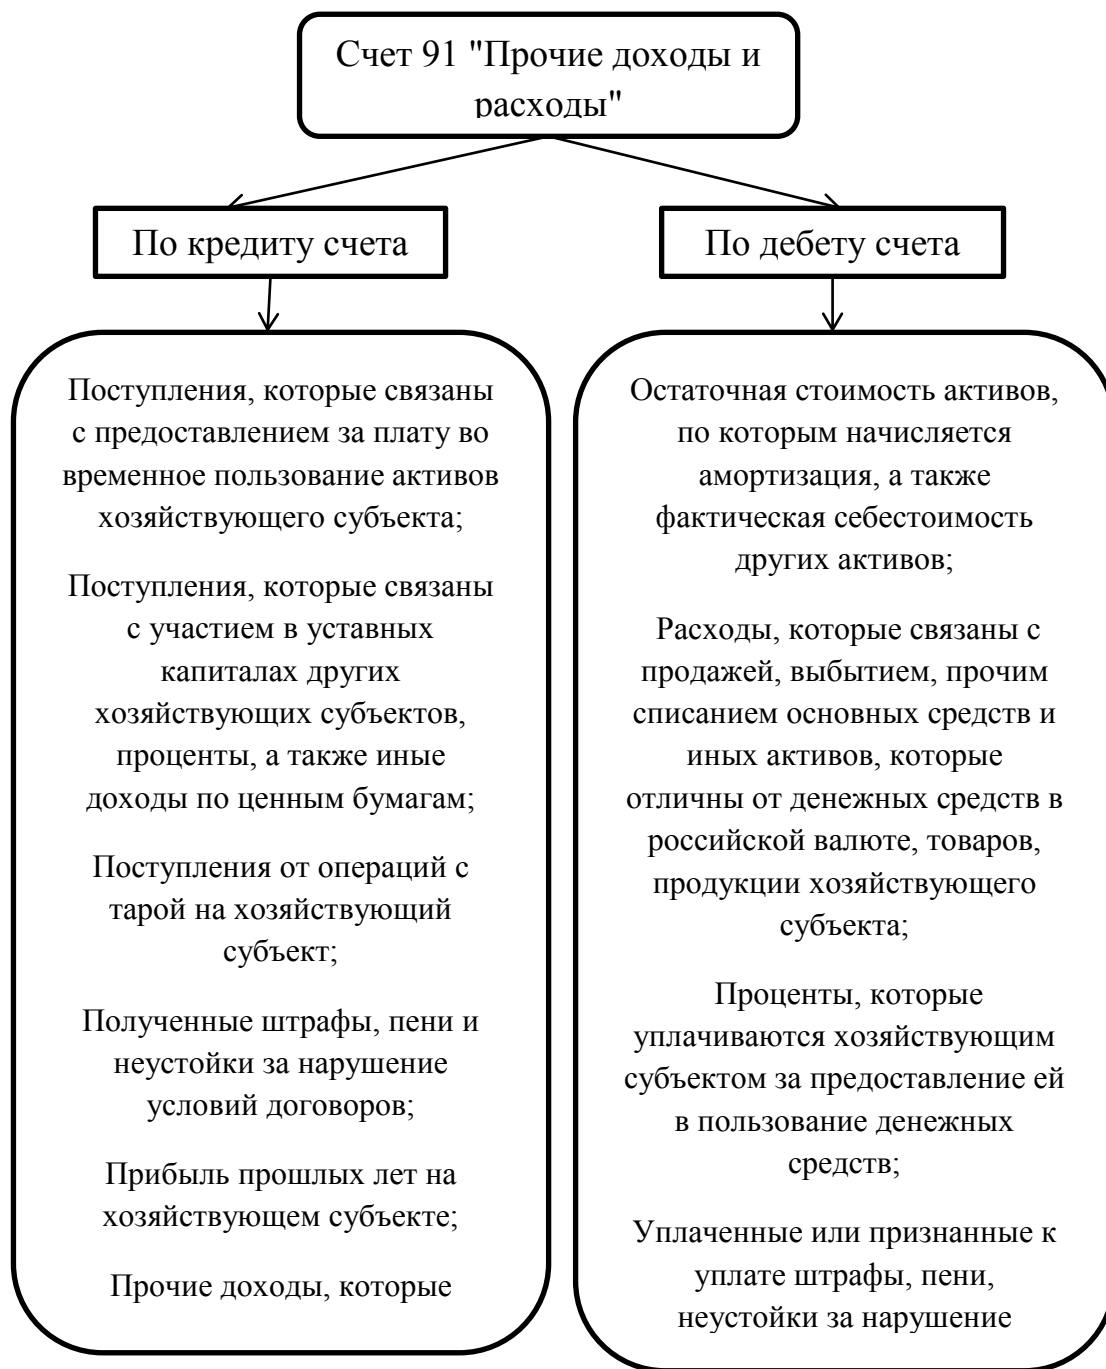 Счет 91 "Прочие доходы и
расходы"
По кредиту счета
По дебету счета
Поступления, которые связаны
с предоставлением за плату во
временное пользование активов
хозяйствующего субъекта;
Поступления, которые связаны
с участием в уставных
капиталах других
хозяйствующих субъектов,
проценты, а также иные
доходы по ценным бумагам;
Поступления от операций с
тарой на хозяйствующий
субъект;
Полученные штрафы, пени и
неустойки за нарушение
условий договоров;
Прибыль прошлых лет на
хозяйствующем субъекте;
Прочие доходы, которые
Остаточная стоимость активов,
по которым начисляется
амортизация, а также
фактическая себестоимость
других активов;
Расходы, которые связаны с
продажей, выбытием, прочим
списанием основных средств и
иных активов, которые
отличны от денежных средств в
российской валюте, товаров,
продукции хозяйствующего
субъекта;
Проценты, которые
уплачиваются хозяйствующим
субъектом за предоставление ей
в пользование денежных
средств;
Уплаченные или признанные к
уплате штрафы, пени,
неустойки за нарушение